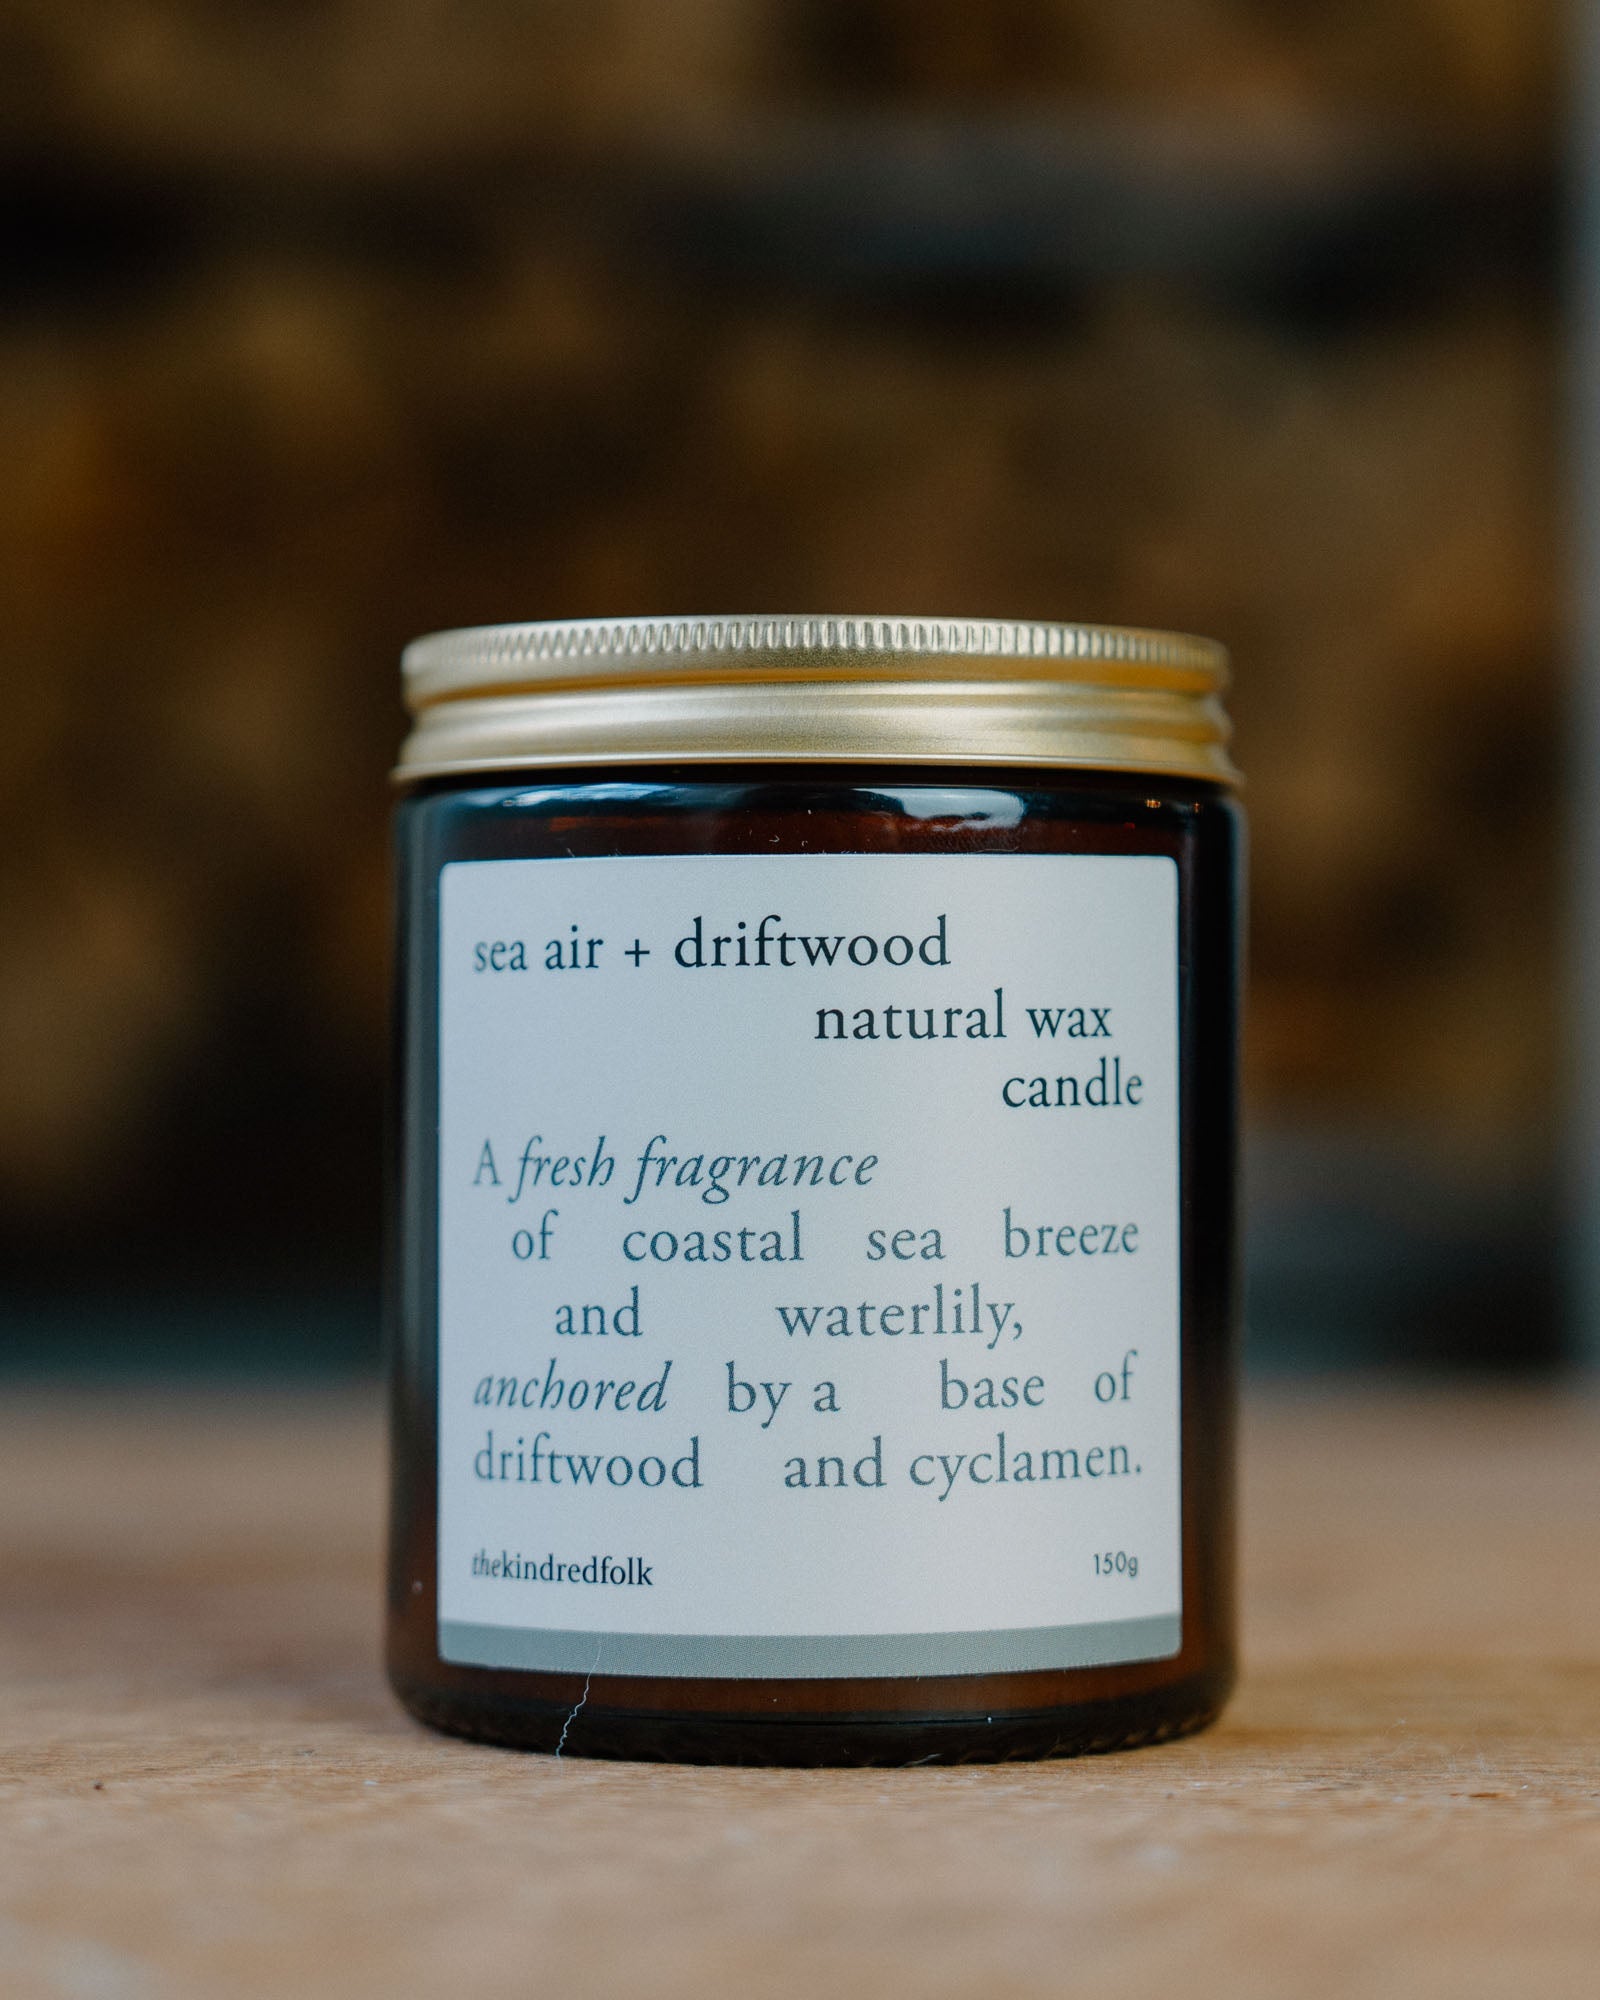 sea air + driftwood
natural wax
candle
A fresh fragrance
of coastal sea breeze
and waterlily,
anchored by a base of
driftwood and cyclamen.
thekindredfolk
150g